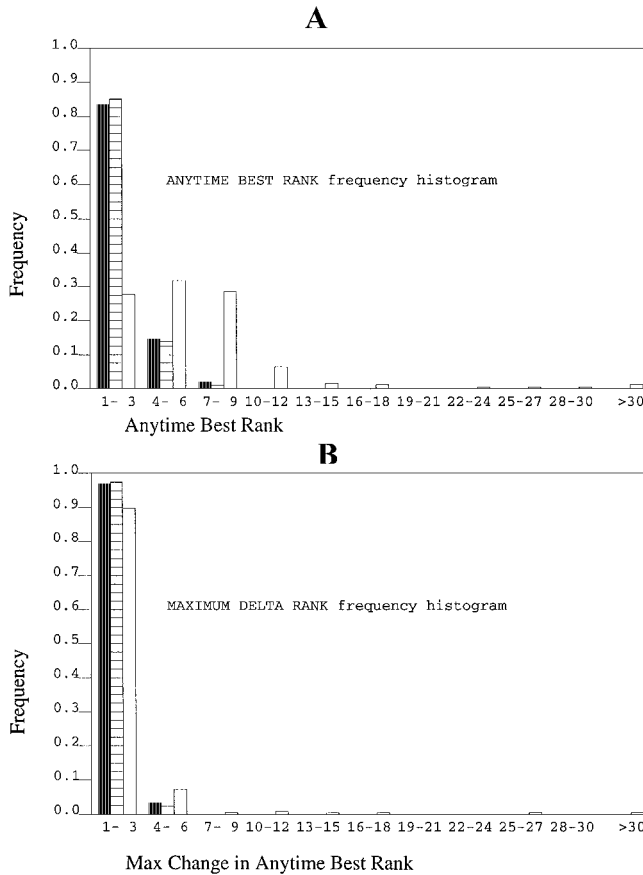 A
1.0
0.9
0.8
0.7
0.6
0.5
0.4
0.3
0.2
0.1
0.0
Frequency
ANYTIME BEST RANK frequency histogram
1- 3 4- 6 7- 9 10-12 13-15 16-18 19-21 22-24 25-27 28-30 >30
Anytime Best Rank
B
1.0
0.9
0.8
0.7
0.6
0.5
0.4
0.3
0.2
0.1
0.0
Frequency
MAXIMUM DELTA RANK frequency histogram
1- 3 4- 6 7- 9 10-12 13-15 16-18 19-21 22-24 25-27 28-30 >30
Max Change in Anytime Best Rank